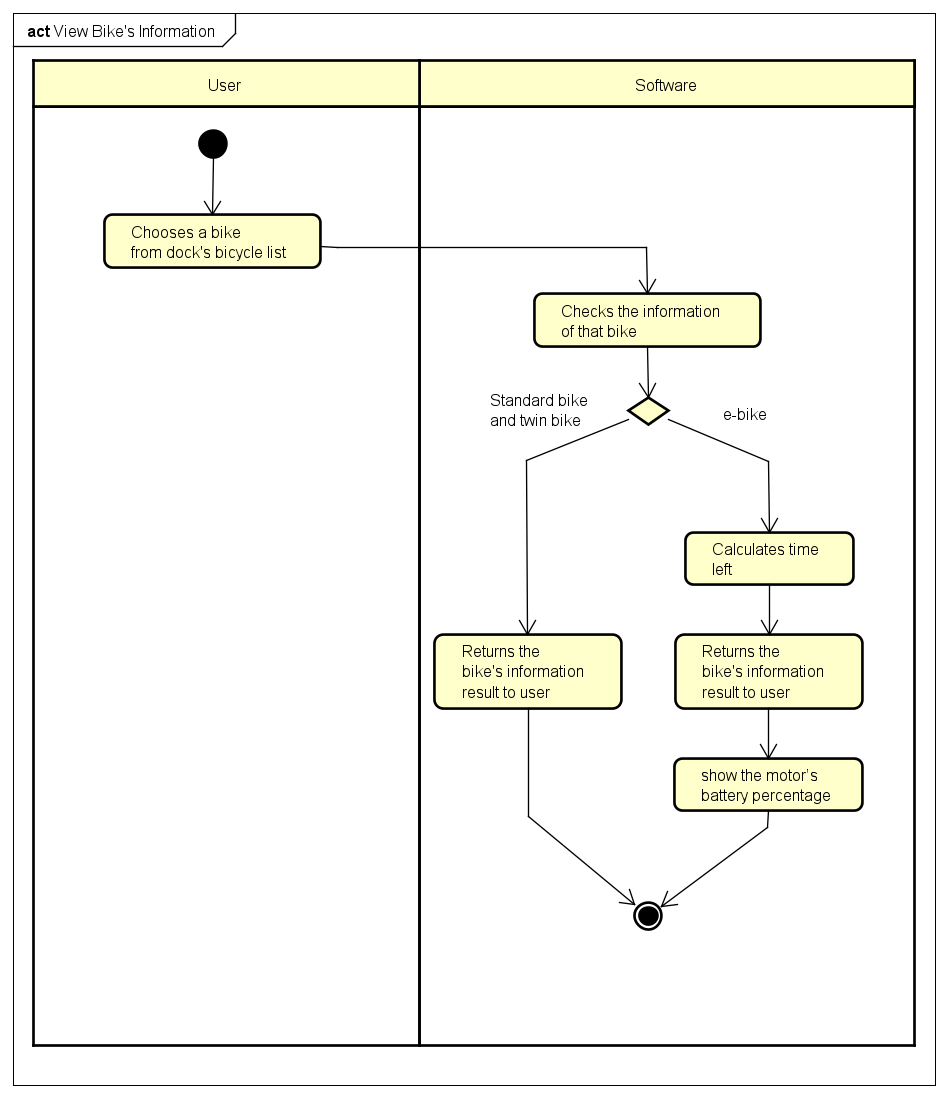 act View Bike's Information
User
Software
Chooses a bike
from dock's bicycle list
Checks the information
of that bike
Standard bike
and twin bike
e-bike
Calculates time
left
Returns the
bike's information
result to user
Returns the
bike's information
result to user
show the motor's
battery percentage